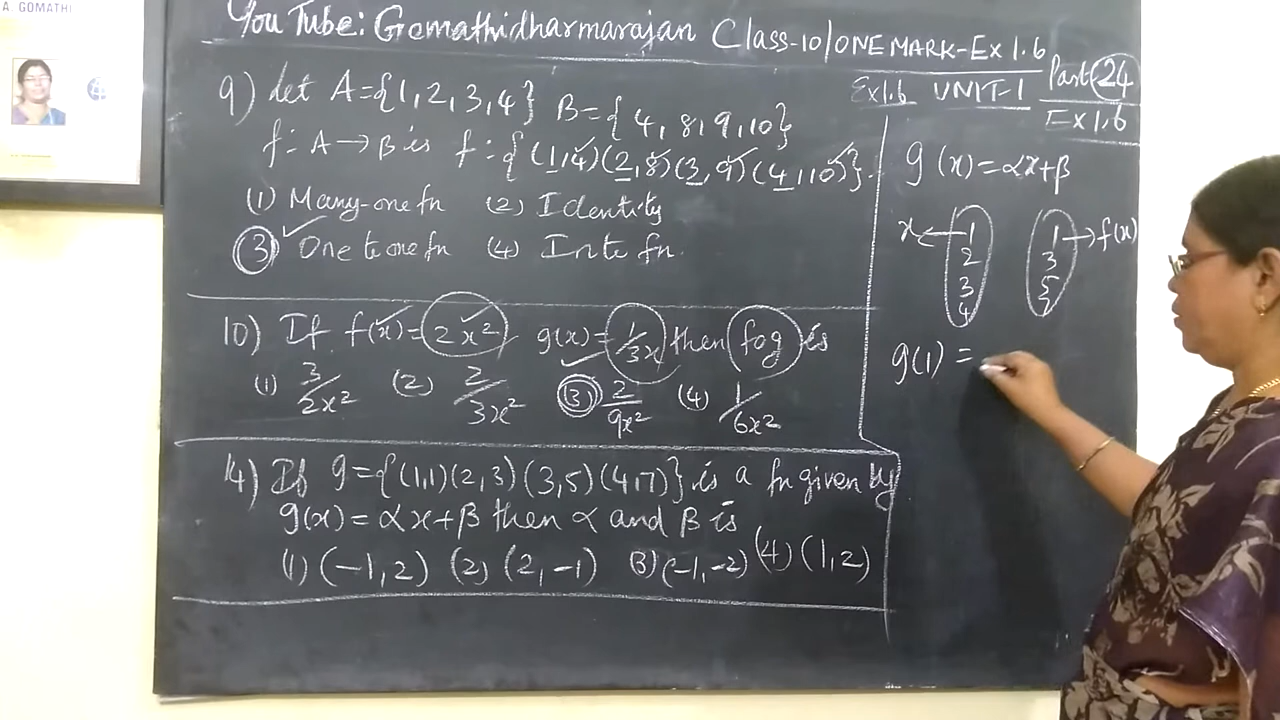 A. GOMATHI
YouTube: Gomathidharmarajan Class-10/ONE MARK-Ex 1.6
Ex1.6 UNIT-1 Part-24
Ex1.6
9) Let A={1,2,3,4} B={4,8,9,10}
f: A→B is f:{(1,4)(2,8)(3,9)(4,10)}.
(1) Many-one fn (2) Identity
(3) One to one fn (4) Into fn.
10) If f(x)=2x² g(x)=1/3x then fog is
(1) 3/2x² (2) 2/3x² (3) 2/9x² (4) 1/6x²
14) If g={(1,1)(2,3)(3,5)(4,7)} is a fn given by
g(x)=αx+β then α and β is
(1) (-1,2) (2) (2,-1) (3) (-1,-2) (4) (1,2)
g(x)=αx+β
x ← 1 1 → f(x)
2 3
3 5
4 7
g(1) =